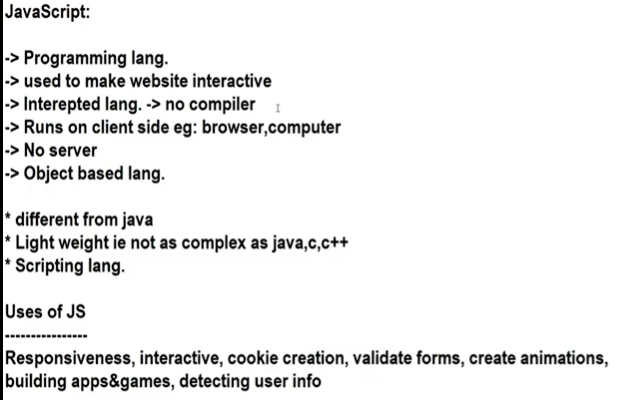 JavaScript:
-> Programming lang.
-> used to make website interactive
-> Interepted lang. -> no compiler
-> Runs on client side eg: browser,computer
-> No server
-> Object based lang.
* different from java
* Light weight ie not as complex as java,c,c++
* Scripting lang.
Uses of JS
----------------
Responsiveness, interactive, cookie creation, validate forms, create animations,
building apps&games, detecting user info